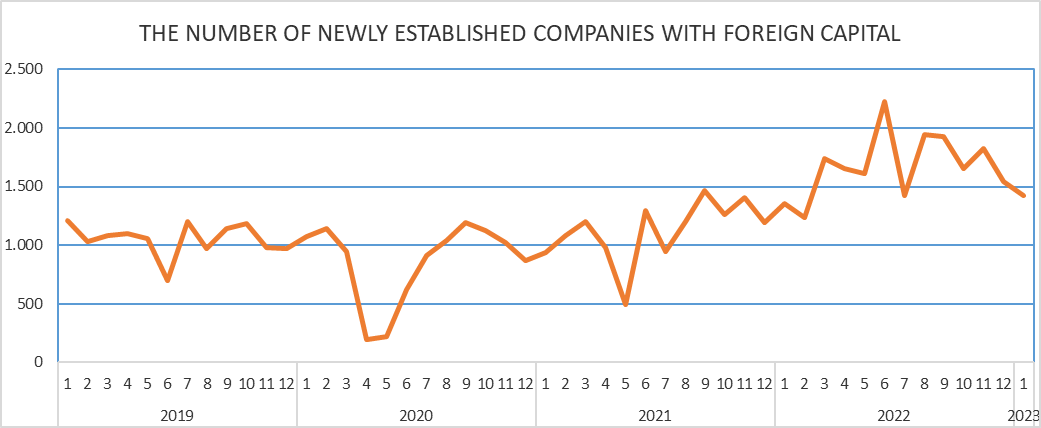 THE NUMBER OF NEWLY ESTABLISHED COMPANIES WITH FOREIGN CAPITAL
2.500
2.000
1.500
1.000
500
0
1 2 3 4 5 6 7 8 9 10 11 12 1 2 3 4 5 6 7 8 9 10 11 12 1 2 3 4 5 6 7 8 9 10 11 12 1 2 3 4 5 6 7 8 9 10 11 12 1
2019 2020 2021 2022 2023